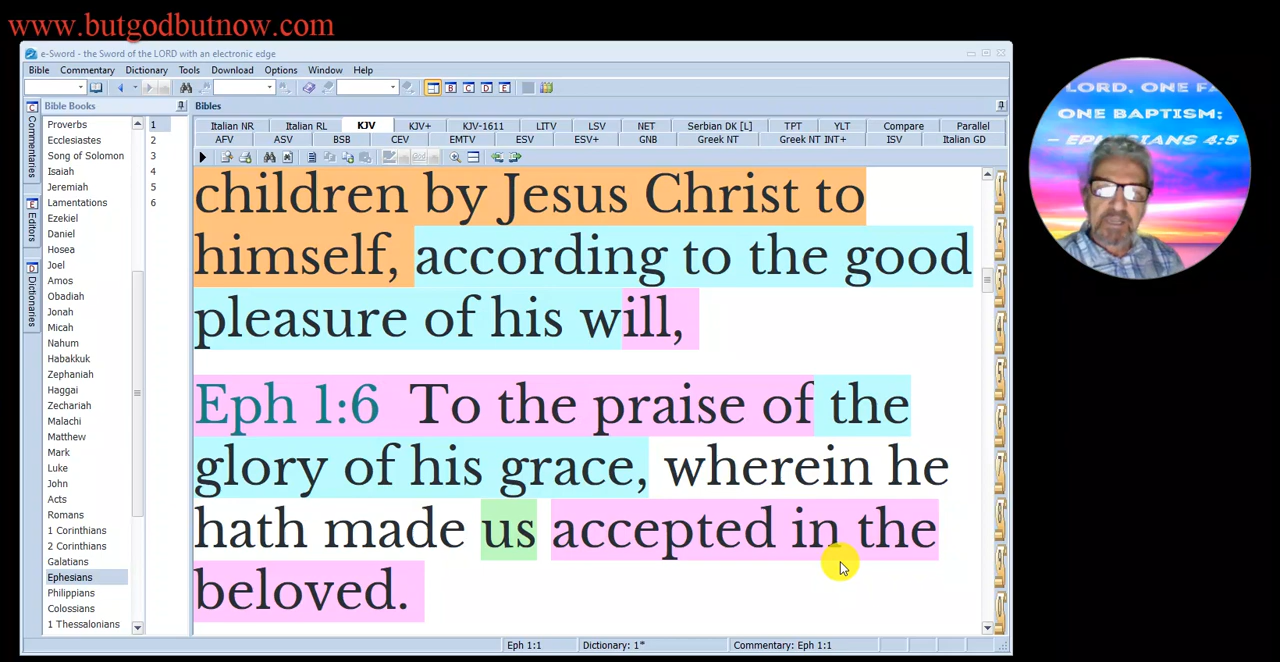 www.butgodbutnow.com
e-Sword - the Sword of the LORD with an electronic edge
Bible Commentary Dictionary Tools Download Options Window Help
B C D E
Bible Books
Bibles
C Commentaries
E Editors
D Dictionaries
Proverbs
Ecclesiastes
Song of Solomon
Isaiah
Jeremiah
Lamentations
Ezekiel
Daniel
Hosea
Joel
Amos
Obadiah
Jonah
Micah
Nahum
Habakkuk
Zephaniah
Haggai
Zechariah
Malachi
Matthew
Mark
Luke
John
Acts
Romans
1 Corinthians
2 Corinthians
Galatians
Ephesians
Philippians
Colossians
1 Thessalonians
1
2
3
4
5
6
Italian NR Italian RL KJV KJV+ KJV-1611 LITV LSV NET Serbian DK [L] TPT YLT Compare Parallel
AFV ASV BSB CEV EMTV ESV ESV+ GNB Greek NT Greek NT INT+ ISV Italian GD
children by Jesus Christ to
himself, according to the good
pleasure of his will,
Eph 1:6 To the praise of the
glory of his grace, wherein he
hath made us accepted in the
beloved.
Eph 1:1 Dictionary: 1* Commentary: Eph 1:1
LORD, ONE FA
ONE BAPTISM;
– EPHESIANS 4:5